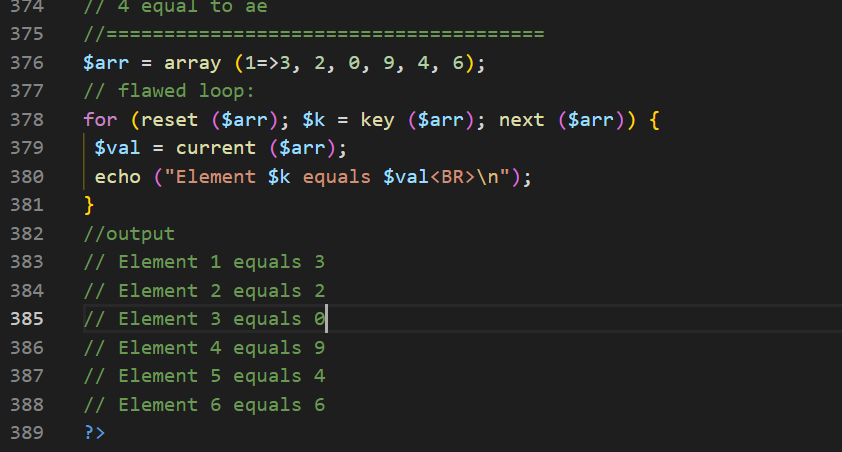 374 // 4 equal to ae
375 //======================================
376 $arr = array (1=>3, 2, 0, 9, 4, 6);
377 // flawed loop:
378 for (reset ($arr); $k = key ($arr); next ($arr)) {
379 $val = current ($arr);
380 echo ("Element $k equals $val<BR>\n");
381 }
382 //output
383 // Element 1 equals 3
384 // Element 2 equals 2
385 // Element 3 equals 0
386 // Element 4 equals 9
387 // Element 5 equals 4
388 // Element 6 equals 6
389 ?>